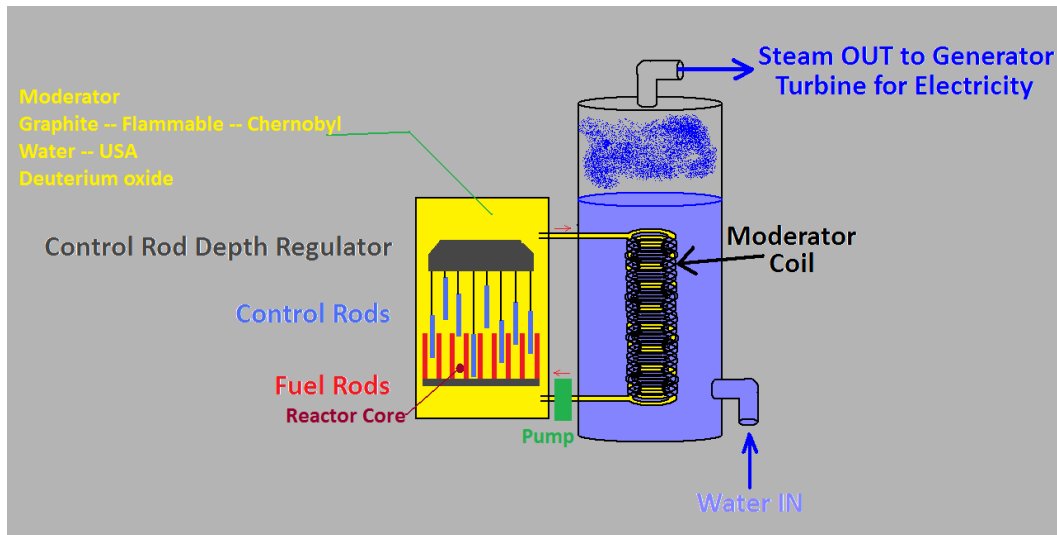 Steam OUT to Generator
Turbine for Electricity
Moderator
Graphite -- Flammable -- Chernobyl
Water -- USA
Deuterium oxide
Control Rod Depth Regulator
Moderator
Coil
Control Rods
Fuel Rods
Reactor Core
Pump
Water IN